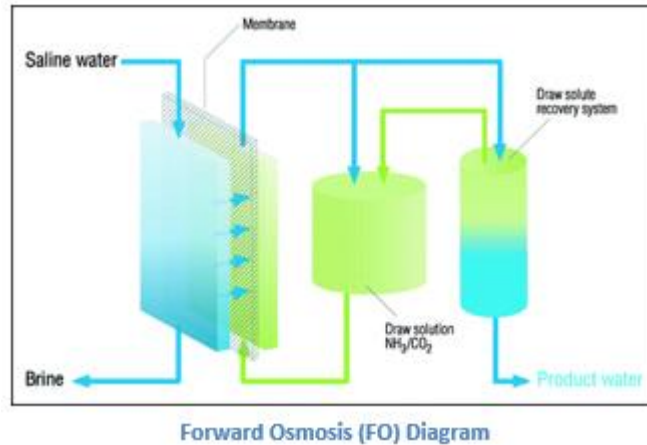 Membrane
Saline water
Draw solute
recovery system
Draw solution
NH₃/CO₂
Brine
Product water
Forward Osmosis (FO) Diagram